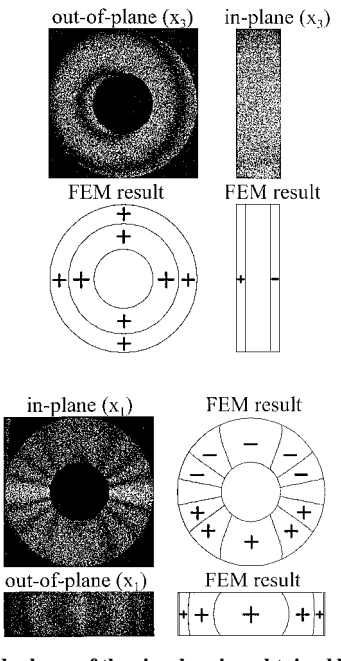 out-of-plane (x3) in-plane (x3)
FEM result FEM result
+
+
+ + + +
+
+
+ -
in-plane (x1) FEM result
-
- -
- -
+ +
+ +
+
out-of-plane (x1) FEM result
+ + + + +